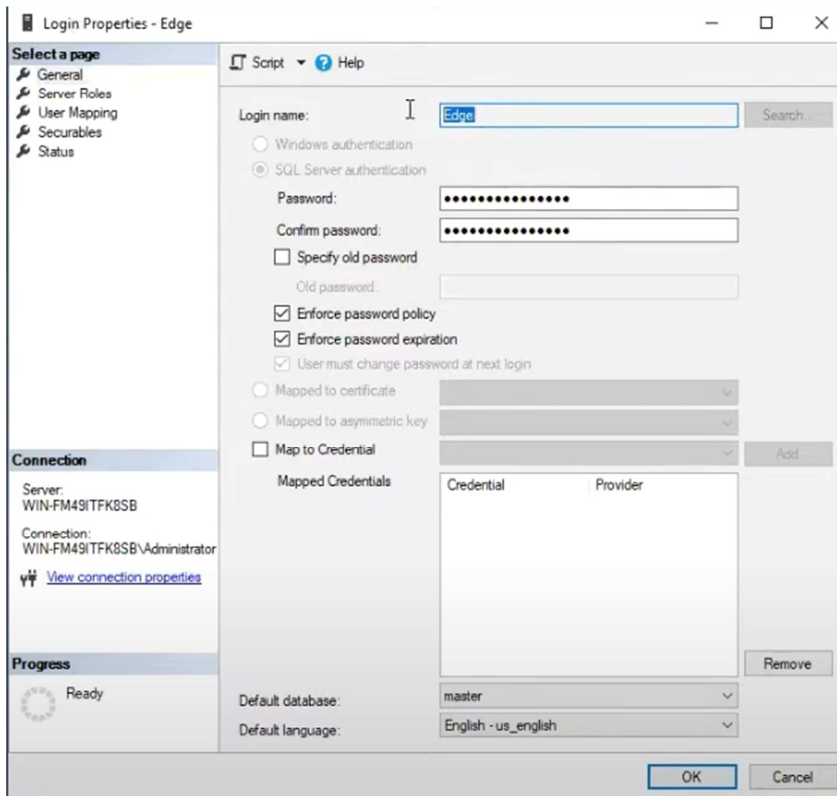 Login Properties - Edge
Select a page
General
Server Roles
User Mapping
Securables
Status
Script
Help
Login name:
Edge
Search...
Windows authentication
SQL Server authentication
Password:
●●●●●●●●●●●●●●●
Confirm password:
●●●●●●●●●●●●●●●
Specify old password
Old password:
Enforce password policy
Enforce password expiration
User must change password at next login
Mapped to certificate
Mapped to asymmetric key
Map to Credential
Add
Mapped Credentials
Credential Provider
Remove
Default database:
master
Default language:
English - us_english
Connection
Server:
WIN-FM49ITFK8SB
Connection:
WIN-FM49ITFK8SB\Administrator
View connection properties
Progress
Ready
OK
Cancel